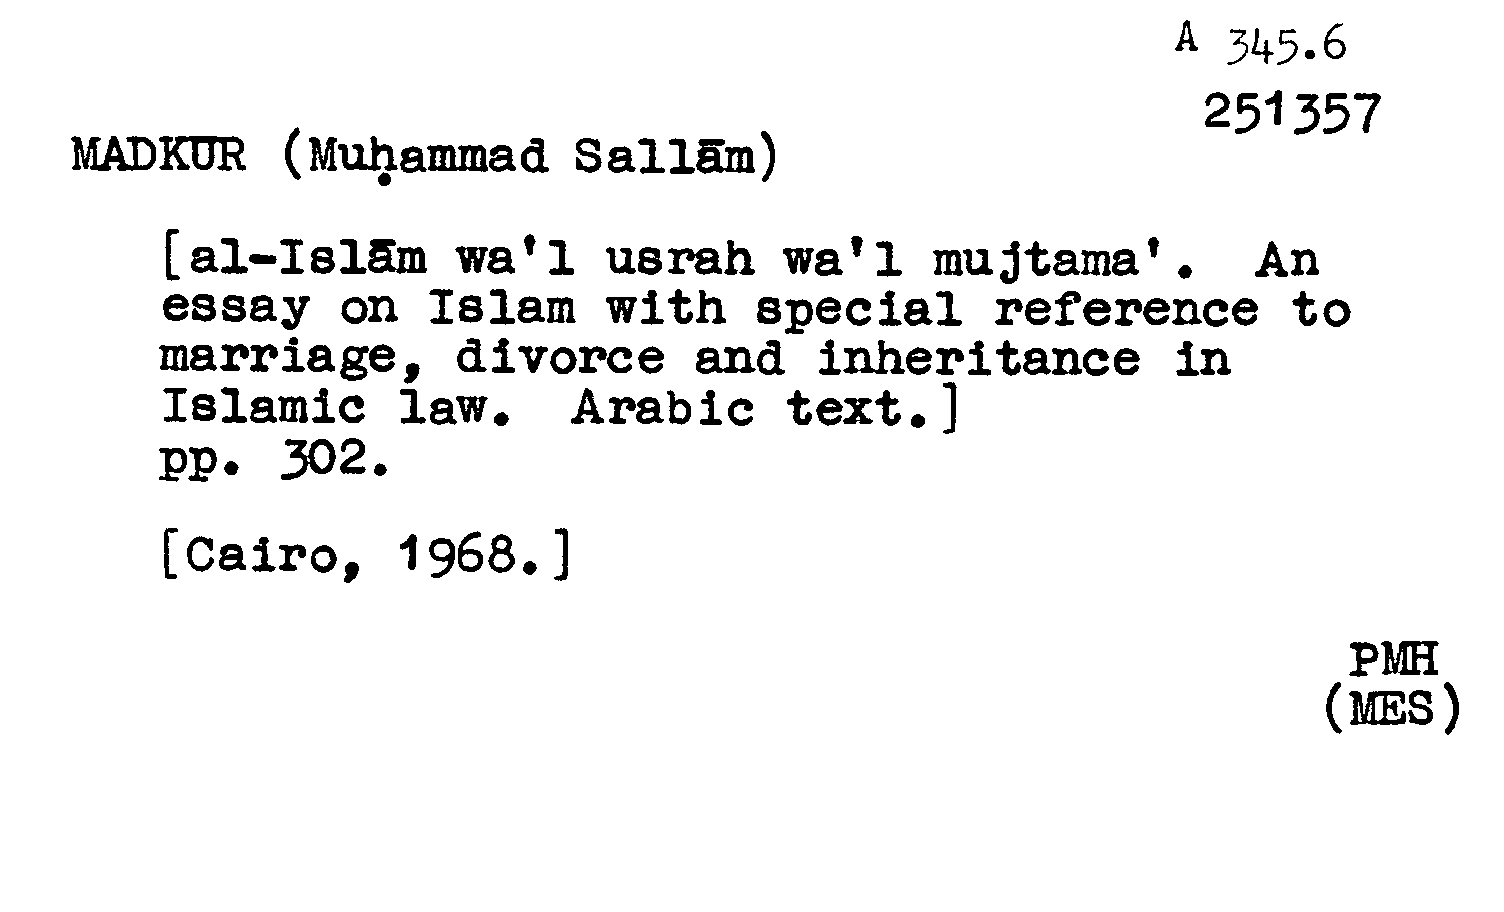 A 345.6
251357
MADKŪR (Muḥammad Sallām)
[al-Islām wa'l usrah wa'l mujtama'. An
essay on Islam with special reference to
marriage, divorce and inheritance in
Islamic law. Arabic text.]
pp. 302.
[Cairo, 1968.]
PMH
(MES)